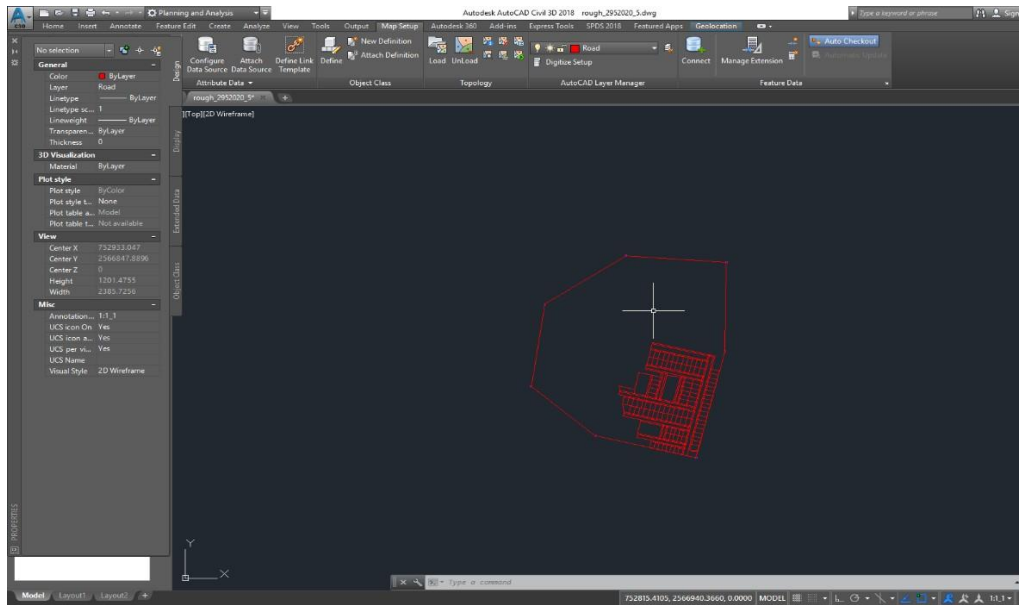 Planning and Analysis
Autodesk AutoCAD Civil 3D 2018 rough_2952020_5.dwg
Type a keyword or phrase
Sign
C3D
Home Insert Annotate Feature Edit Create Analyze View Tools Output Map Setup Autodesk 360 Add-ins Express Tools SPDS 2018 Featured Apps Geolocation
Configure Data Source
Attach Data Source
Define Link Template
Attribute Data
Define
New Definition
Attach Definition
Object Class
Load UnLoad
Topology
Road
Digitize Setup
AutoCAD Layer Manager
Connect
Manage Extension
Auto Checkout
Feature Data
rough_2952020_5*
][Top][2D Wireframe]
No selection
General
Color ByLayer
Layer Road
Linetype ByLayer
Linetype sc... 1
Lineweight ByLayer
Transparen... ByLayer
Thickness 0
3D Visualization
Material ByLayer
Plot style
Plot style ByColor
Plot style t... None
Plot table a... Model
Plot table t... Not available
View
Center X 752933.047
Center Y 2566847.8896
Center Z 0
Height 1201.4755
Width 2385.7256
Misc
Annotation... 1:1_1
UCS icon On Yes
UCS icon a... Yes
UCS per vi... Yes
UCS Name
Visual Style 2D Wireframe
Design
Display
Extended Data
Object Class
PROPERTIES
Y
X
Type a command
Model Layout1 Layout2 +
752815.4105, 2566940.3660, 0.0000 MODEL
1:1_1